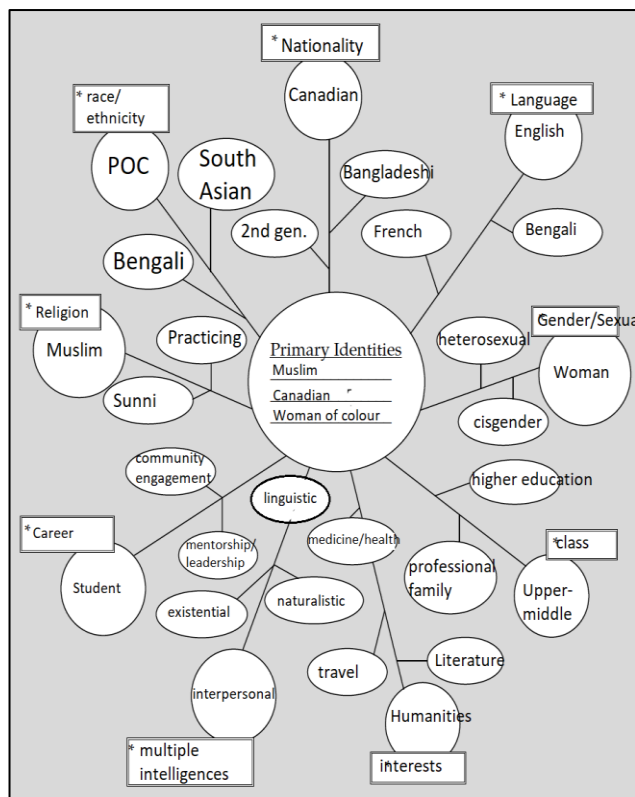 * Nationality
Canadian
* race/
ethnicity
POC
South
Asian
Bengali
2nd gen.
Bangladeshi
* Language
English
French
Bengali
* Religion
Muslim
Practicing
Sunni
Primary Identities
Muslim
Canadian
Woman of colour
* Gender/Sexua
Woman
heterosexual
cisgender
community
engagement
mentorship/
leadership
* Career
Student
linguistic
existential
naturalistic
interpersonal
* multiple
intelligences
medicine/health
travel
Literature
Humanities
* interests
higher education
professional
family
* class
Upper-
middle